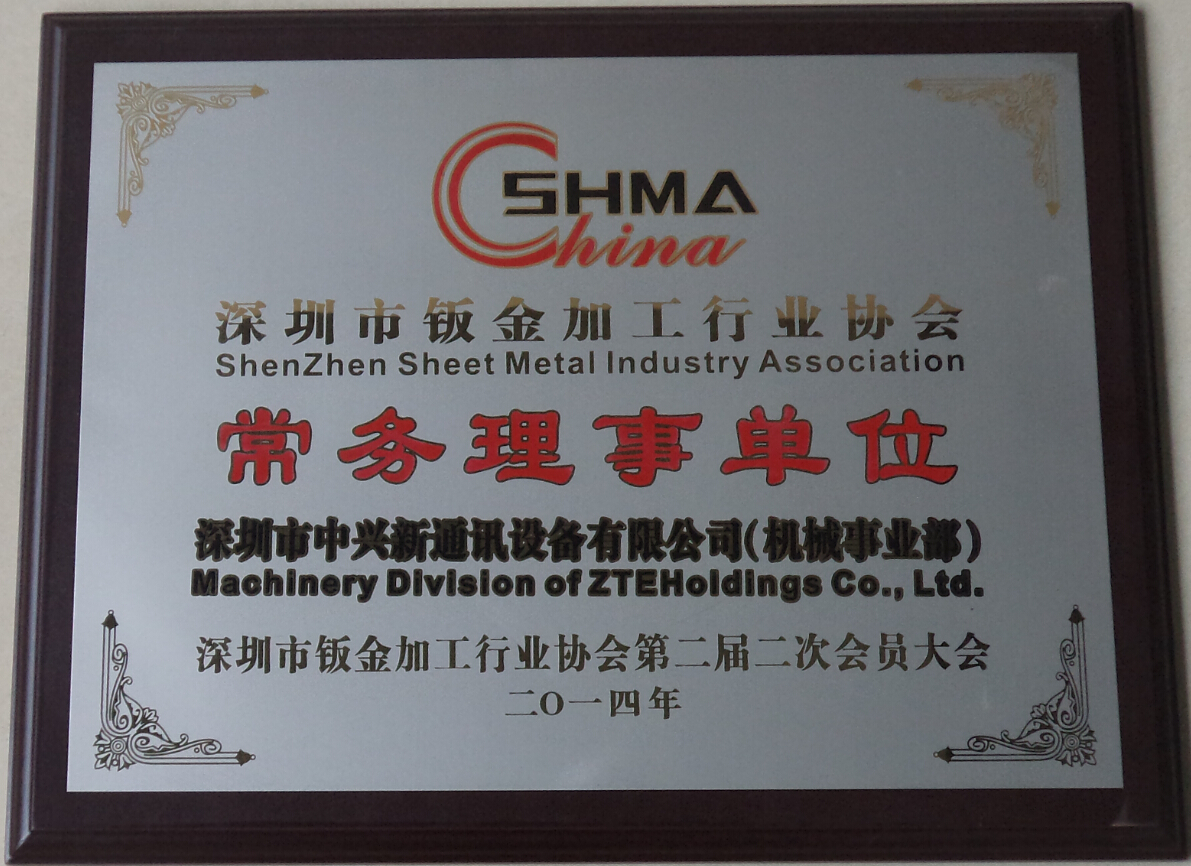 SHMA
China
深圳市钣金加工行业协会
ShenZhen Sheet Metal Industry Association
常务理事单位
深圳市中兴新通讯设备有限公司(机械事业部)
Machinery Division of ZTEHoldings Co., Ltd.
深圳市钣金加工行业协会第二届二次会员大会
二O一四年